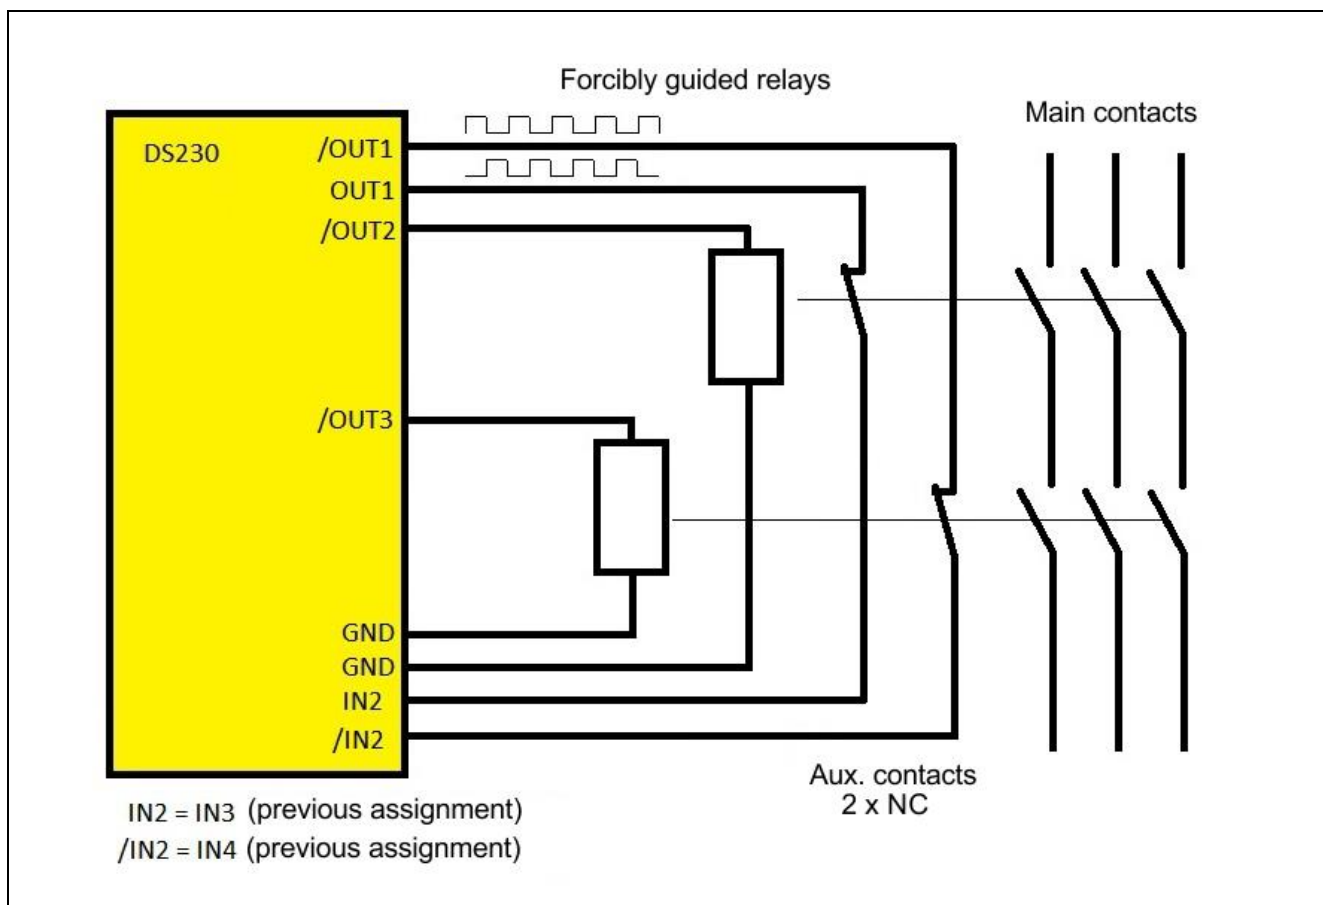 Forcibly guided relays
Main contacts
DS230
/OUT1
OUT1
/OUT2
/OUT3
GND
GND
IN2
/IN2
Aux. contacts
2 x NC
IN2 = IN3 (previous assignment)
/IN2 = IN4 (previous assignment)